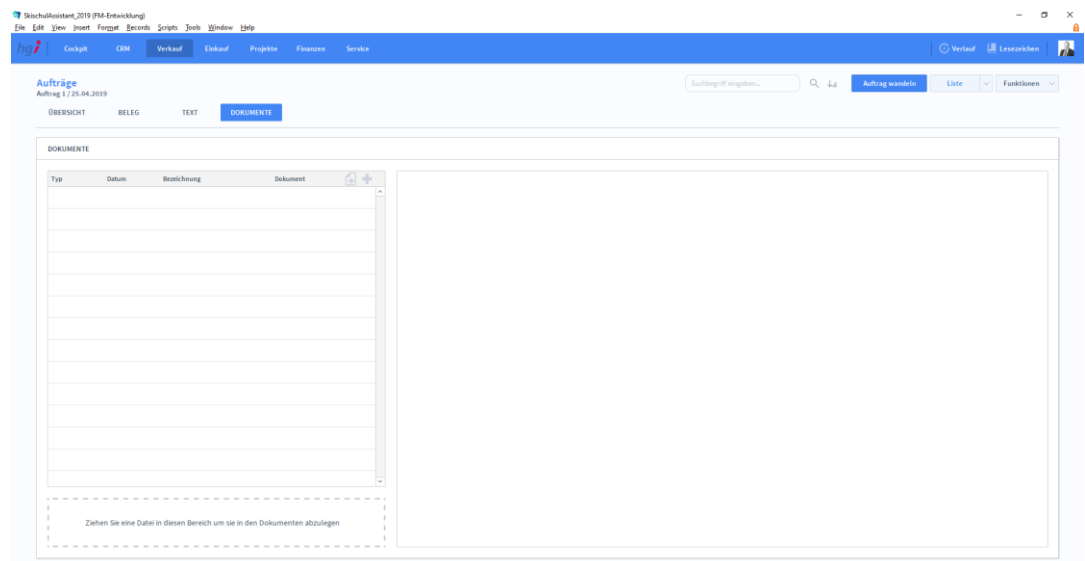 SkischulAssistent_2019 (FM-Entwicklung)
File Edit View Insert Format Records Scripts Tools Window Help
hgi Cockpit CRM Verkauf Einkauf Projekte Finanzen Service Verlauf Lesezeichen
Aufträge
Auftrag 1 / 25.04.2019
Suchbegriff eingeben... Auftrag wandeln Liste Funktionen
ÜBERSICHT BELEG TEXT DOKUMENTE
DOKUMENTE
Typ Datum Bezeichnung Dokument
Ziehen Sie eine Datei in diesen Bereich um sie in den Dokumenten abzulegen